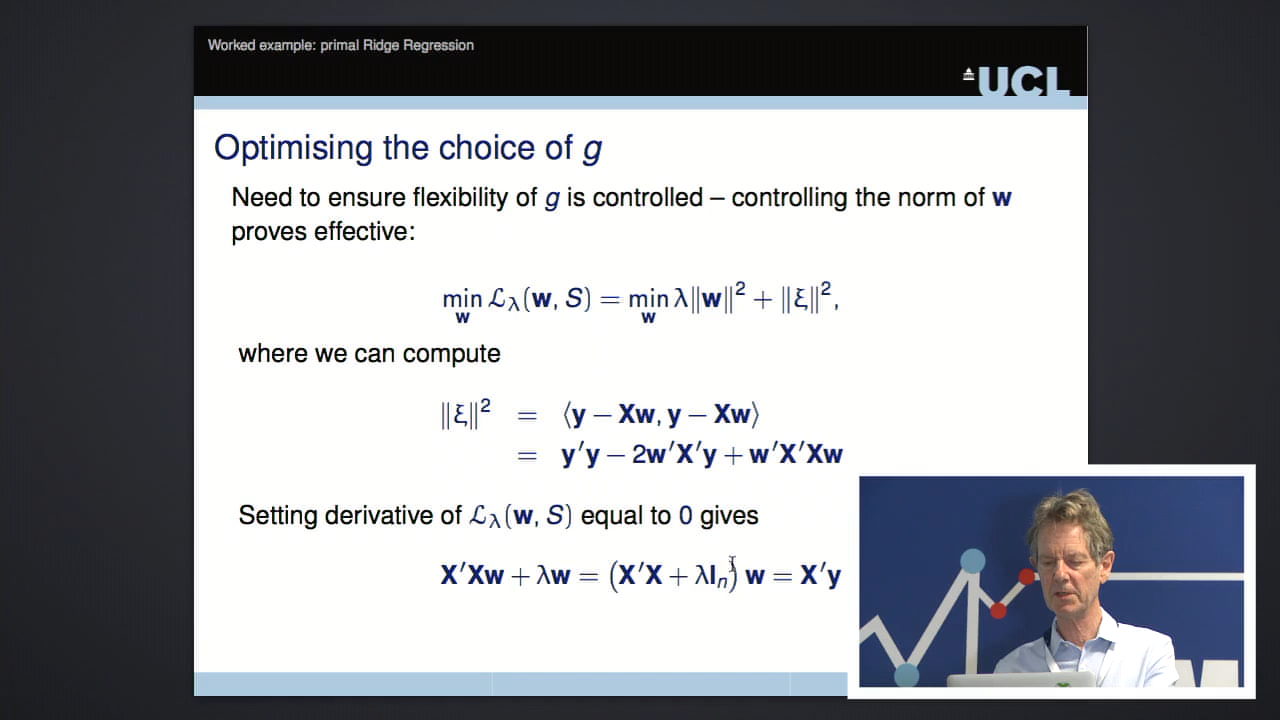 Worked example: primal Ridge Regression
UCL
Optimising the choice of g
Need to ensure flexibility of g is controlled – controlling the norm of w
proves effective:
min_w ℒ_λ(w, S) = min_w λ‖w‖² + ‖ξ‖²,
where we can compute
‖ξ‖² = ⟨y − Xw, y − Xw⟩
= y′y − 2w′X′y + w′X′Xw
Setting derivative of ℒ_λ(w, S) equal to 0 gives
X′Xw + λw = (X′X + λI_n) w = X′y